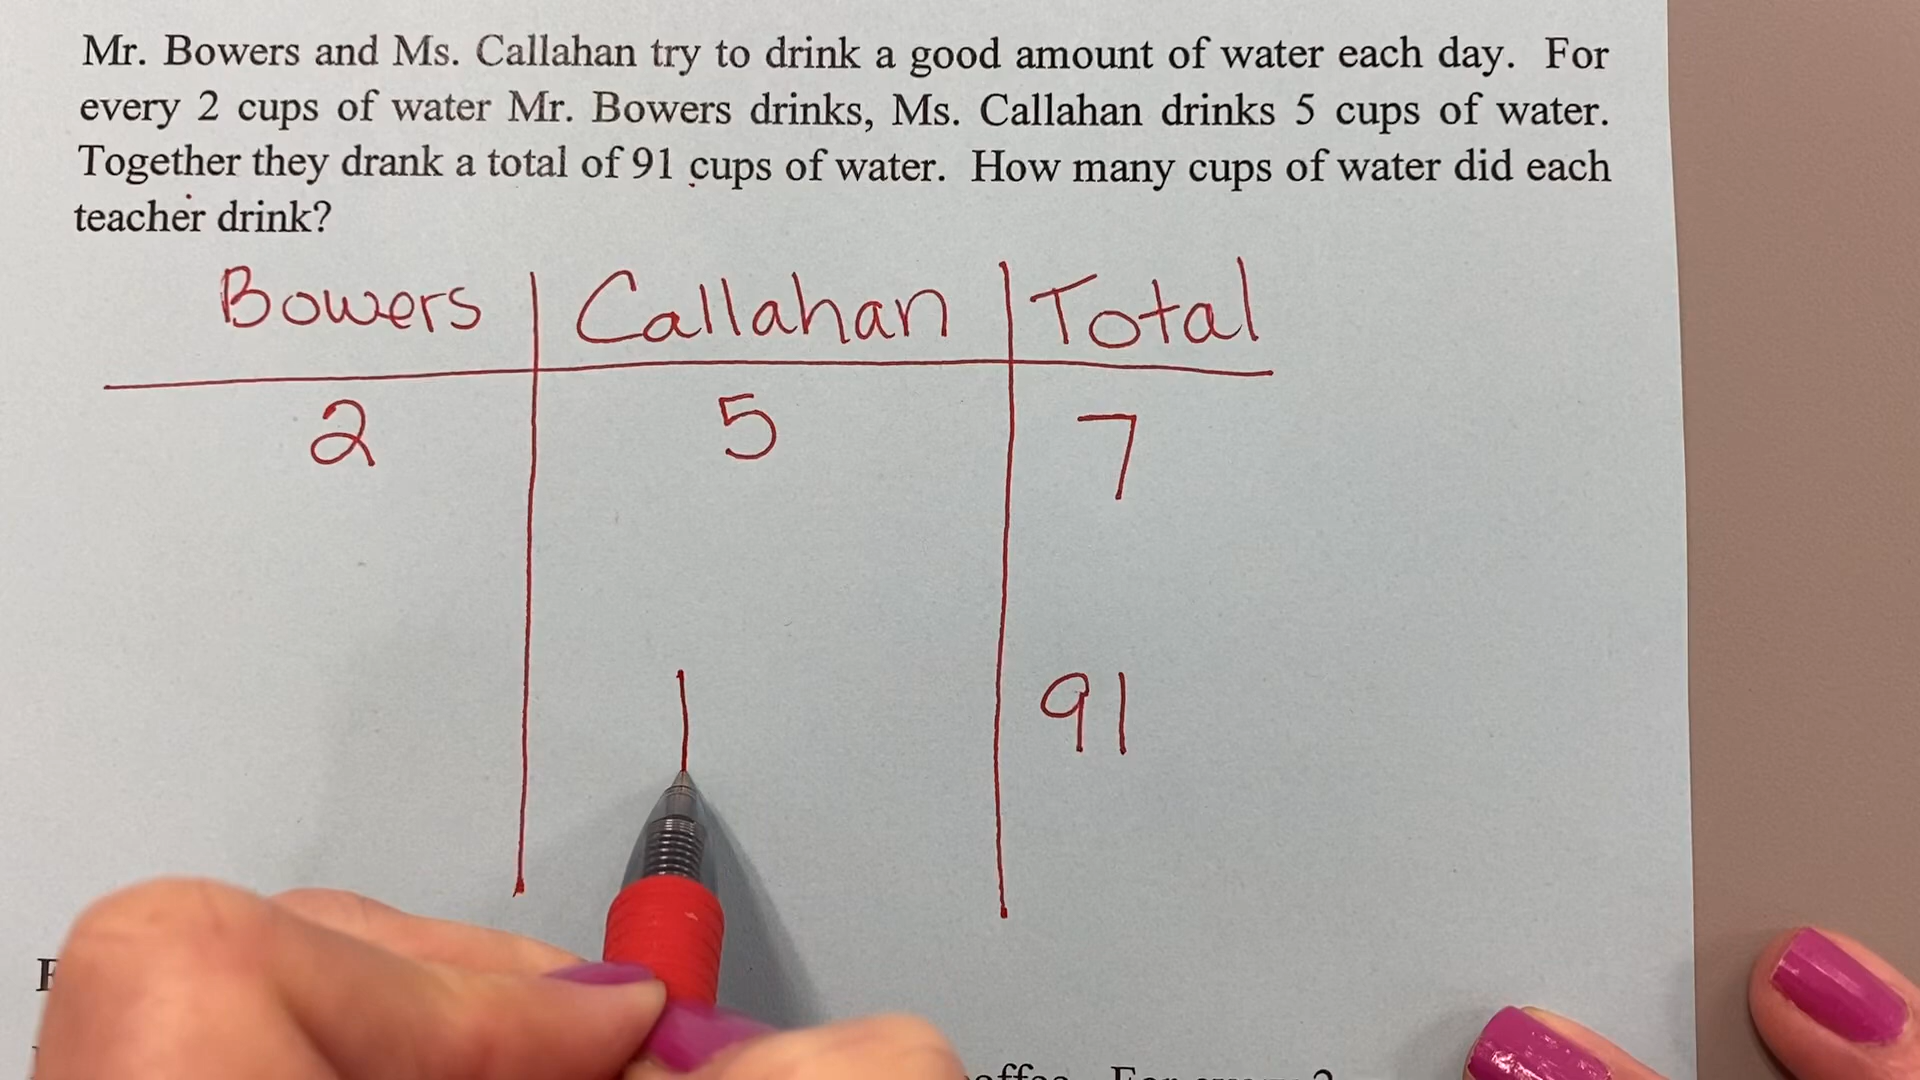 Mr. Bowers and Ms. Callahan try to drink a good amount of water each day. For
every 2 cups of water Mr. Bowers drinks, Ms. Callahan drinks 5 cups of water.
Together they drank a total of 91 cups of water. How many cups of water did each
teacher drink?
Bowers Callahan Total
2 5 7
91